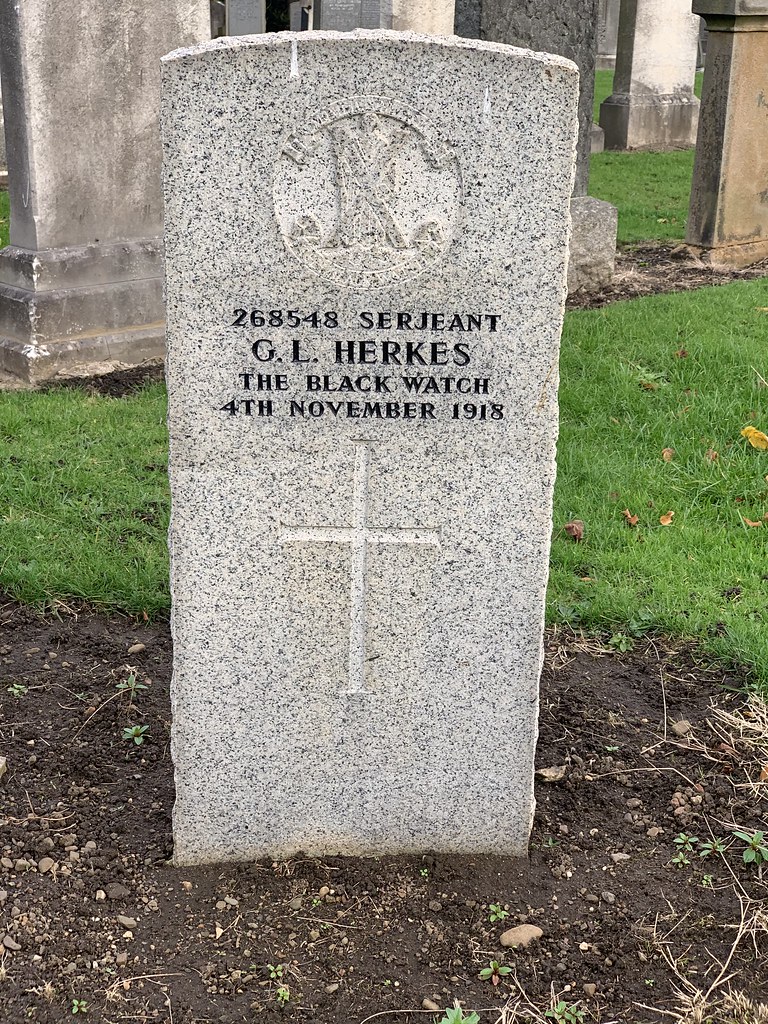 268548 SERJEANT
G. L. HERKES
THE BLACK WATCH
4TH NOVEMBER 1918